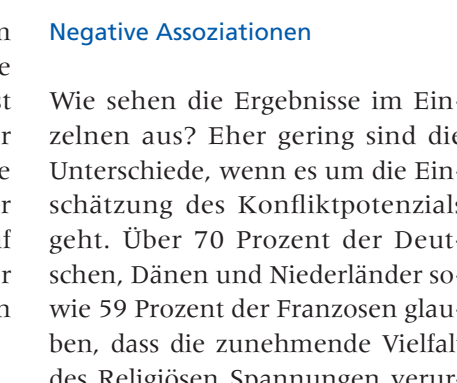 Negative Assoziationen
Wie sehen die Ergebnisse im Ein-
zelnen aus? Eher gering sind die
Unterschiede, wenn es um die Ein-
schätzung des Konfliktpotenzials
geht. Über 70 Prozent der Deut-
schen, Dänen und Niederländer so-
wie 59 Prozent der Franzosen glau-
ben, dass die zunehmende Vielfalt
des Religiösen Spannungen verur-